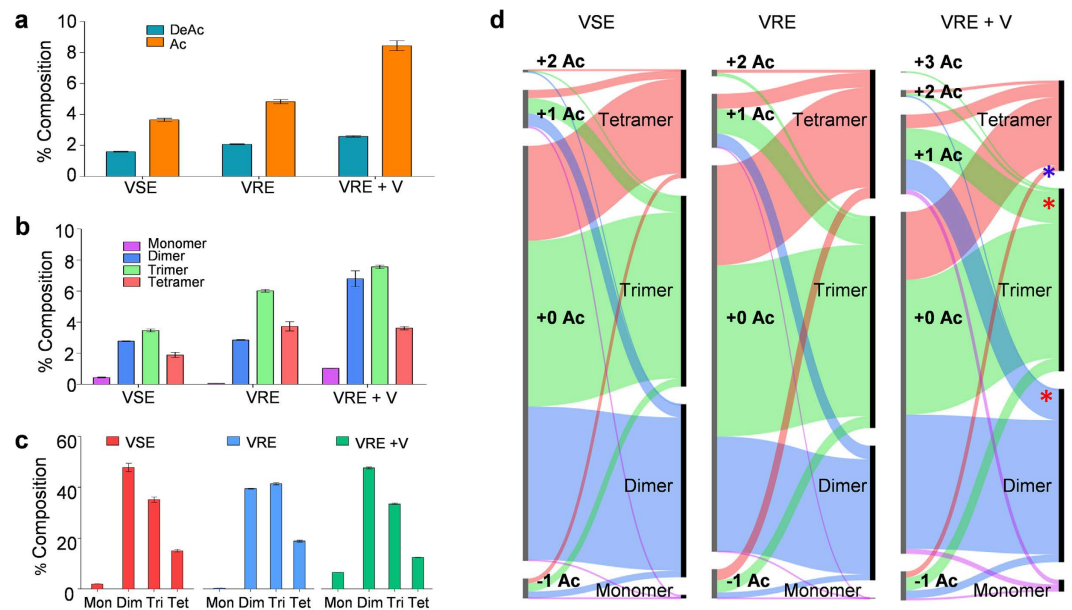 a
10
8
6
4
2
0
% Composition
DeAc
Ac
VSE
VRE
VRE + V
b
10
8
6
4
2
0
% Composition
Monomer
Dimer
Trimer
Tetramer
VSE
VRE
VRE + V
c
60
40
20
0
% Composition
VSE
VRE
VRE +V
Mon Dim Tri Tet
Mon Dim Tri Tet
Mon Dim Tri Tet
d
VSE
+2 Ac
+1 Ac
+0 Ac
-1 Ac
Tetramer
Trimer
Dimer
Monomer
VRE
+2 Ac
+1 Ac
+0 Ac
-1 Ac
Tetramer
Trimer
Dimer
Monomer
VRE + V
+3 Ac
+2 Ac
+1 Ac
+0 Ac
-1 Ac
Tetramer
*
*
Trimer
*
Dimer
Monomer